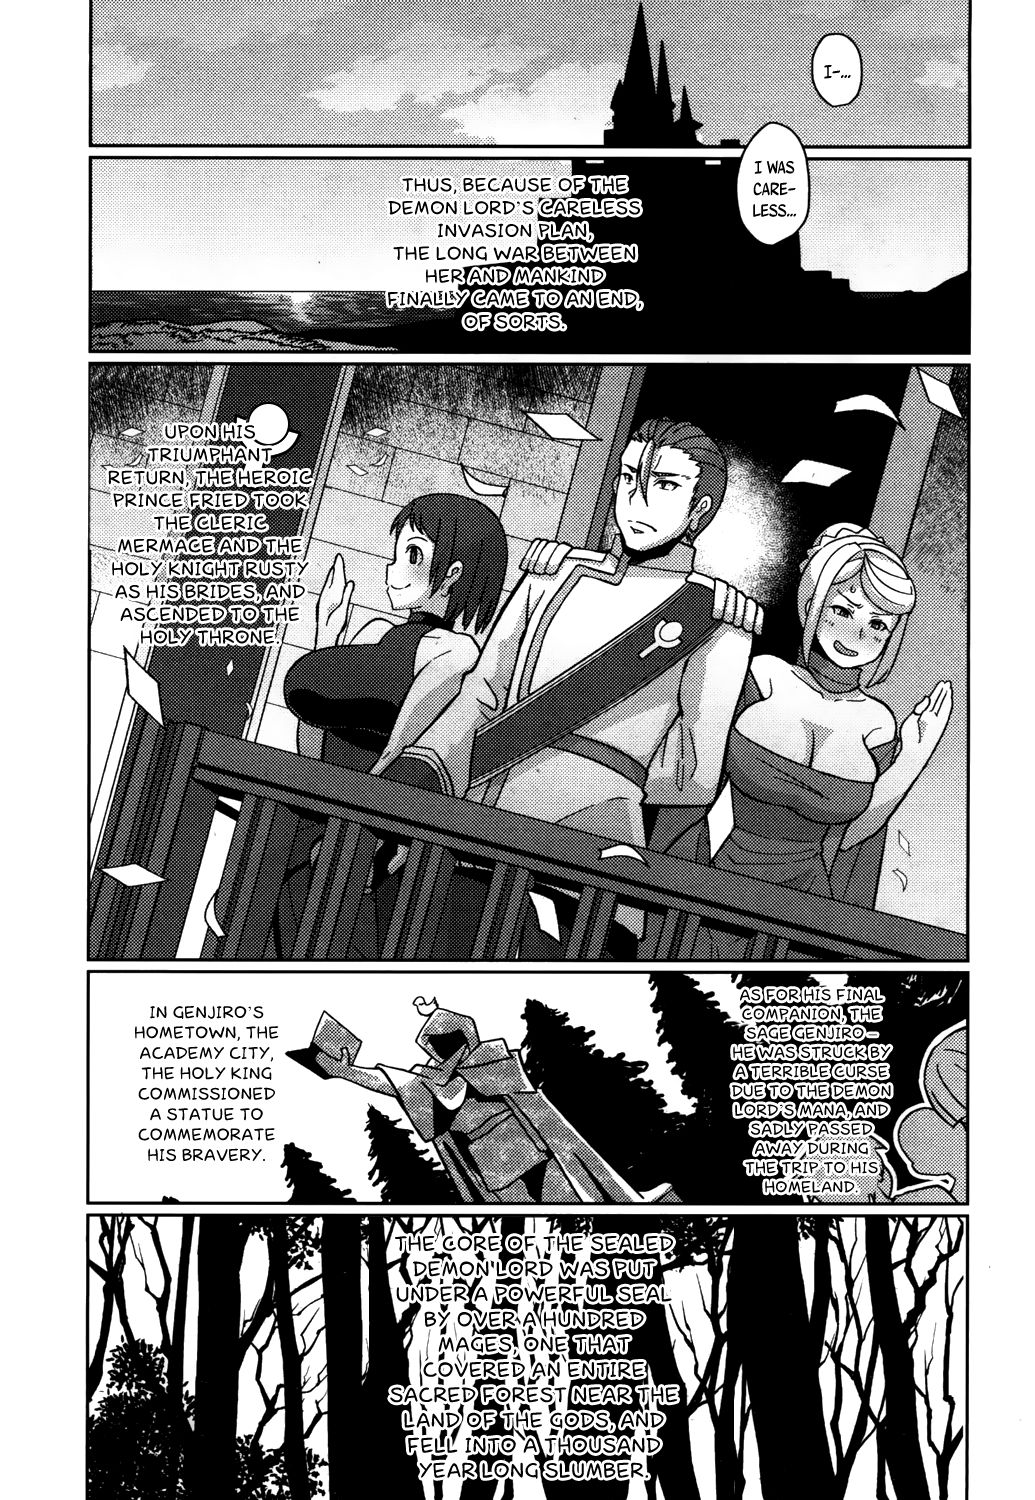 I-...
I WAS
CARE-
LESS...
THUS, BECAUSE OF THE
DEMON LORD'S CARELESS
INVASION PLAN,
THE LONG WAR BETWEEN
HER AND MANKIND
FINALLY CAME TO AN END,
OF SORTS.
UPON HIS
TRIUMPHANT
RETURN, THE HEROIC
PRINCE FRIED TOOK
THE CLERIC
MERMACE AND THE
HOLY KNIGHT RUSTY
AS HIS BRIDES, AND
ASCENDED TO THE
HOLY THRONE.
AS FOR HIS FINAL
COMPANION, THE
SAGE GENJIRO –
HE WAS STRUCK BY
A TERRIBLE CURSE
DUE TO THE DEMON
LORD'S MANA, AND
SADLY PASSED
AWAY DURING
THE TRIP TO HIS
HOMELAND.
IN GENJIRO'S
HOMETOWN, THE
ACADEMY CITY,
THE HOLY KING
COMMISSIONED
A STATUE TO
COMMEMORATE
HIS BRAVERY.
THE CORE OF THE SEALED
DEMON LORD WAS PUT
UNDER A POWERFUL SEAL
BY OVER A HUNDRED
MAGES, ONE THAT
COVERED AN ENTIRE
SACRED FOREST NEAR THE
LAND OF THE GODS, AND
FELL INTO A THOUSAND
YEAR LONG SLUMBER.